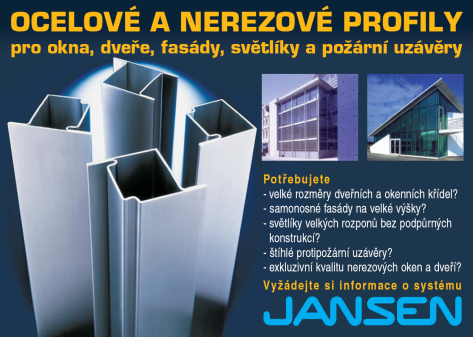 OCELOVÉ A NEREZOVÉ PROFILY
pro okna, dveře, fasády, světlíky a požární uzávěry
Potřebujete
- velké rozměry dveřních a okenních křídel?
- samonosné fasády na velké výšky?
- světlíky velkých rozponů bez podpůrných
konstrukcí?
- štíhlé protipožární uzávěry?
- exkluzivní kvalitu nerezových oken a dveří?
Vyžádejte si informace o systému
JANSEN